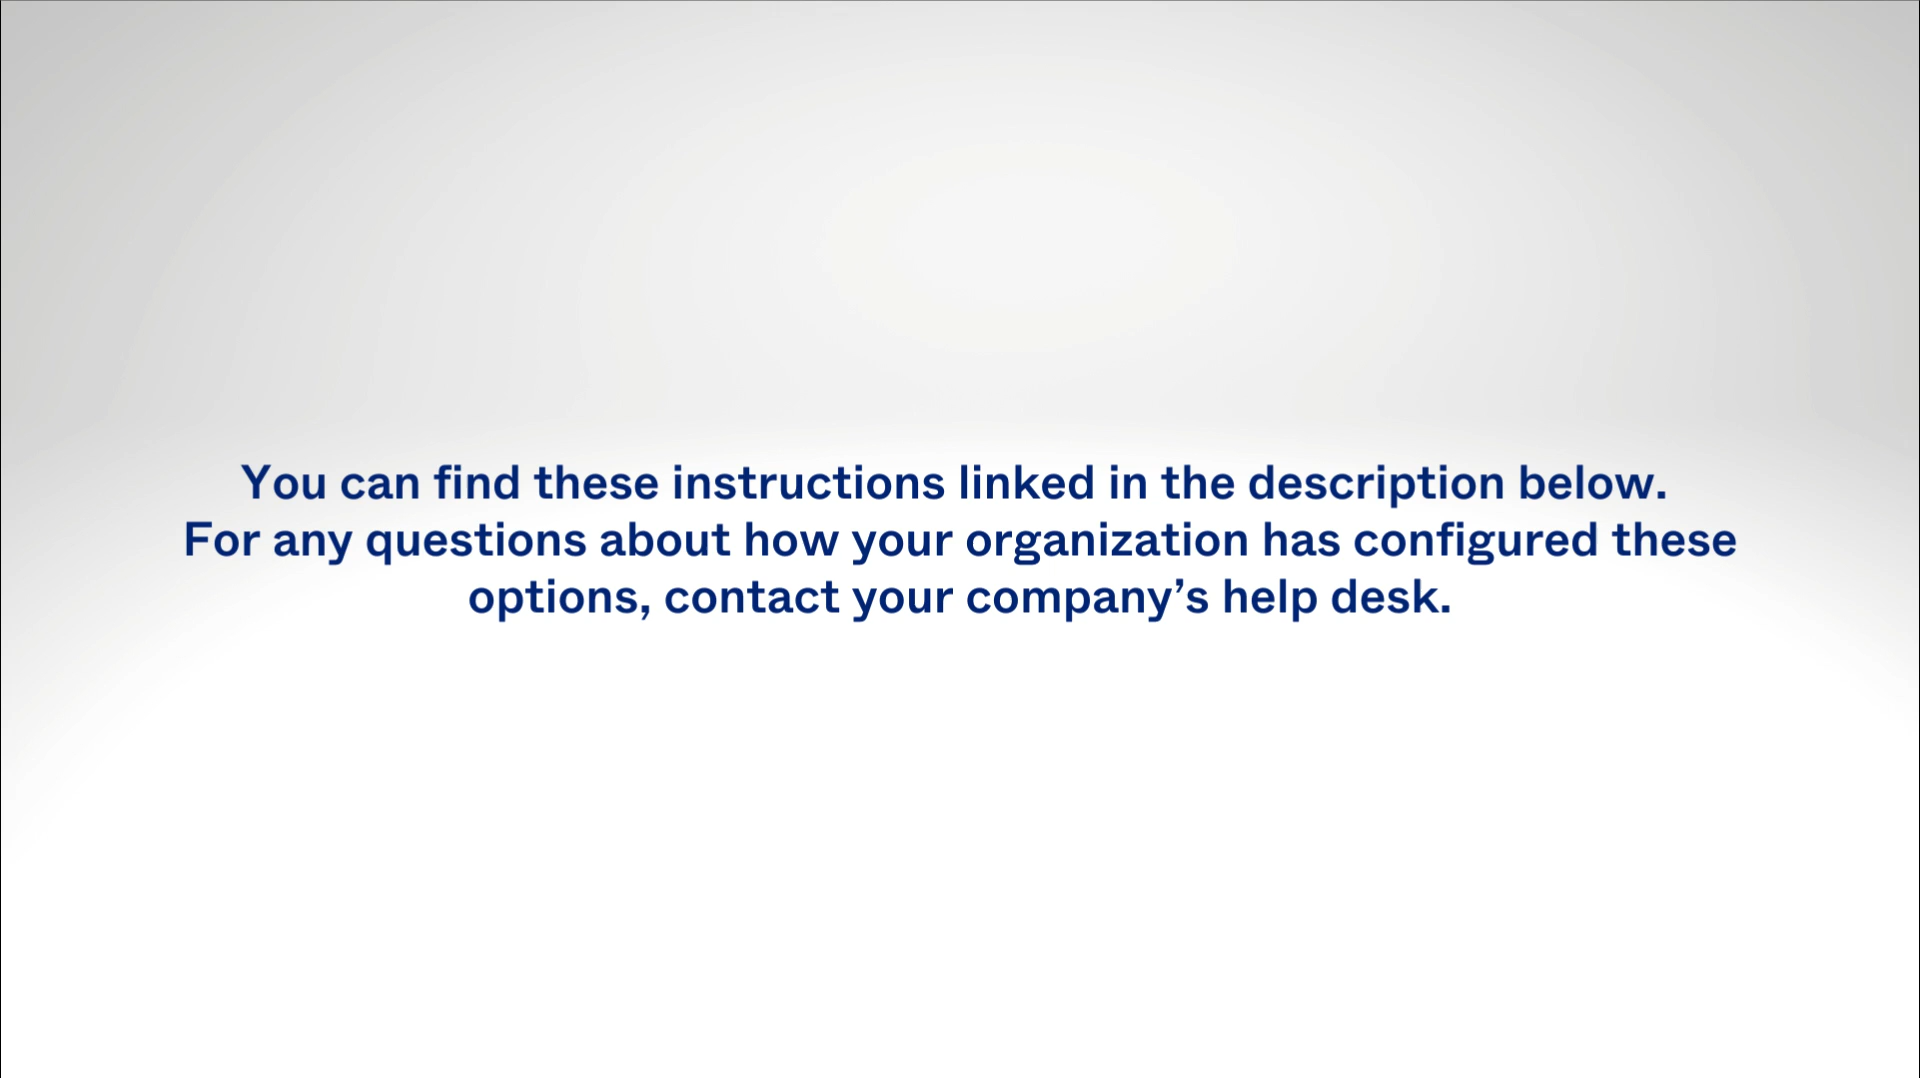 You can find these instructions linked in the description below.
For any questions about how your organization has configured these
options, contact your company’s help desk.